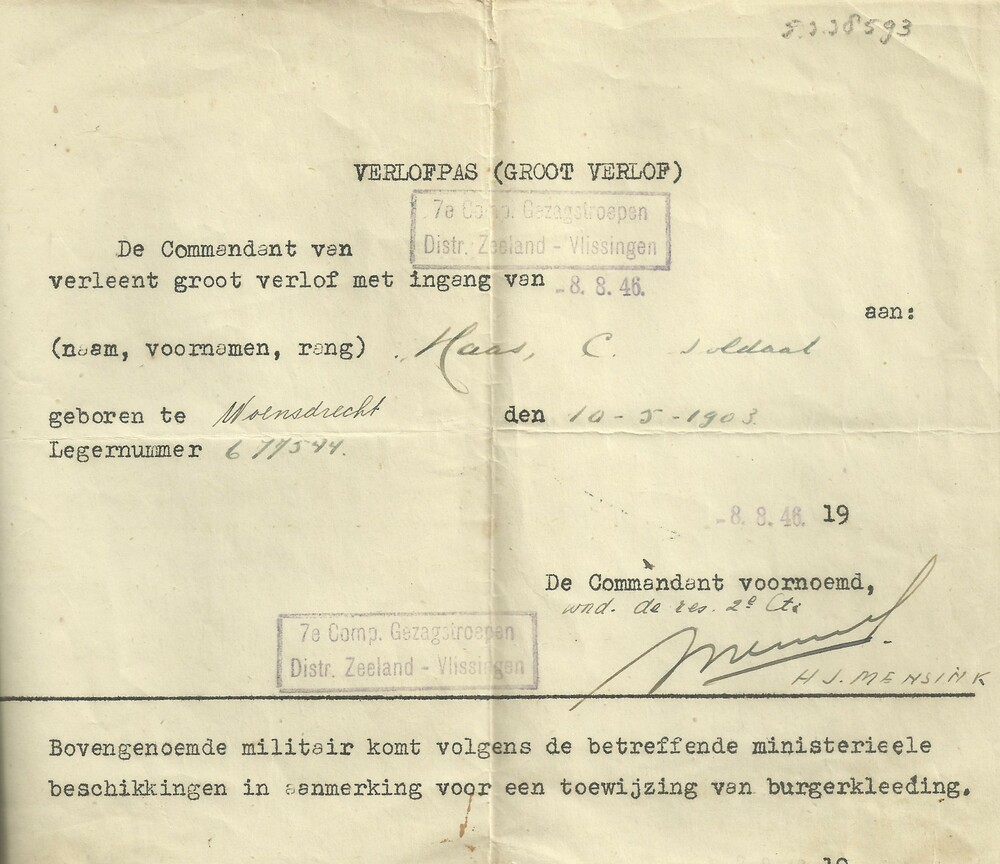 5.2.28593
VERLOFPAS (GROOT VERLOF)
7e Comp. Gezagstroepen
Distr. Zeeland - Vlissingen
De Commandant van
verleent groot verlof met ingang van -8. 8. 46.
aan:
(naam, voornamen, rang) Haas, C. soldaat
geboren te Woensdrecht den 10-5-1903
Legernummer
-8. 8. 46. 19
De Commandant voornoemd,
wnd. de res. 2e
H J. MENSINK
7e Comp. Gezagstroepen
Distr. Zeeland - Vlissingen
Bovengenoemde militair komt volgens de betreffende ministerieele
beschikkingen in aanmerking voor een toewijzing van burgerkleeding.
19